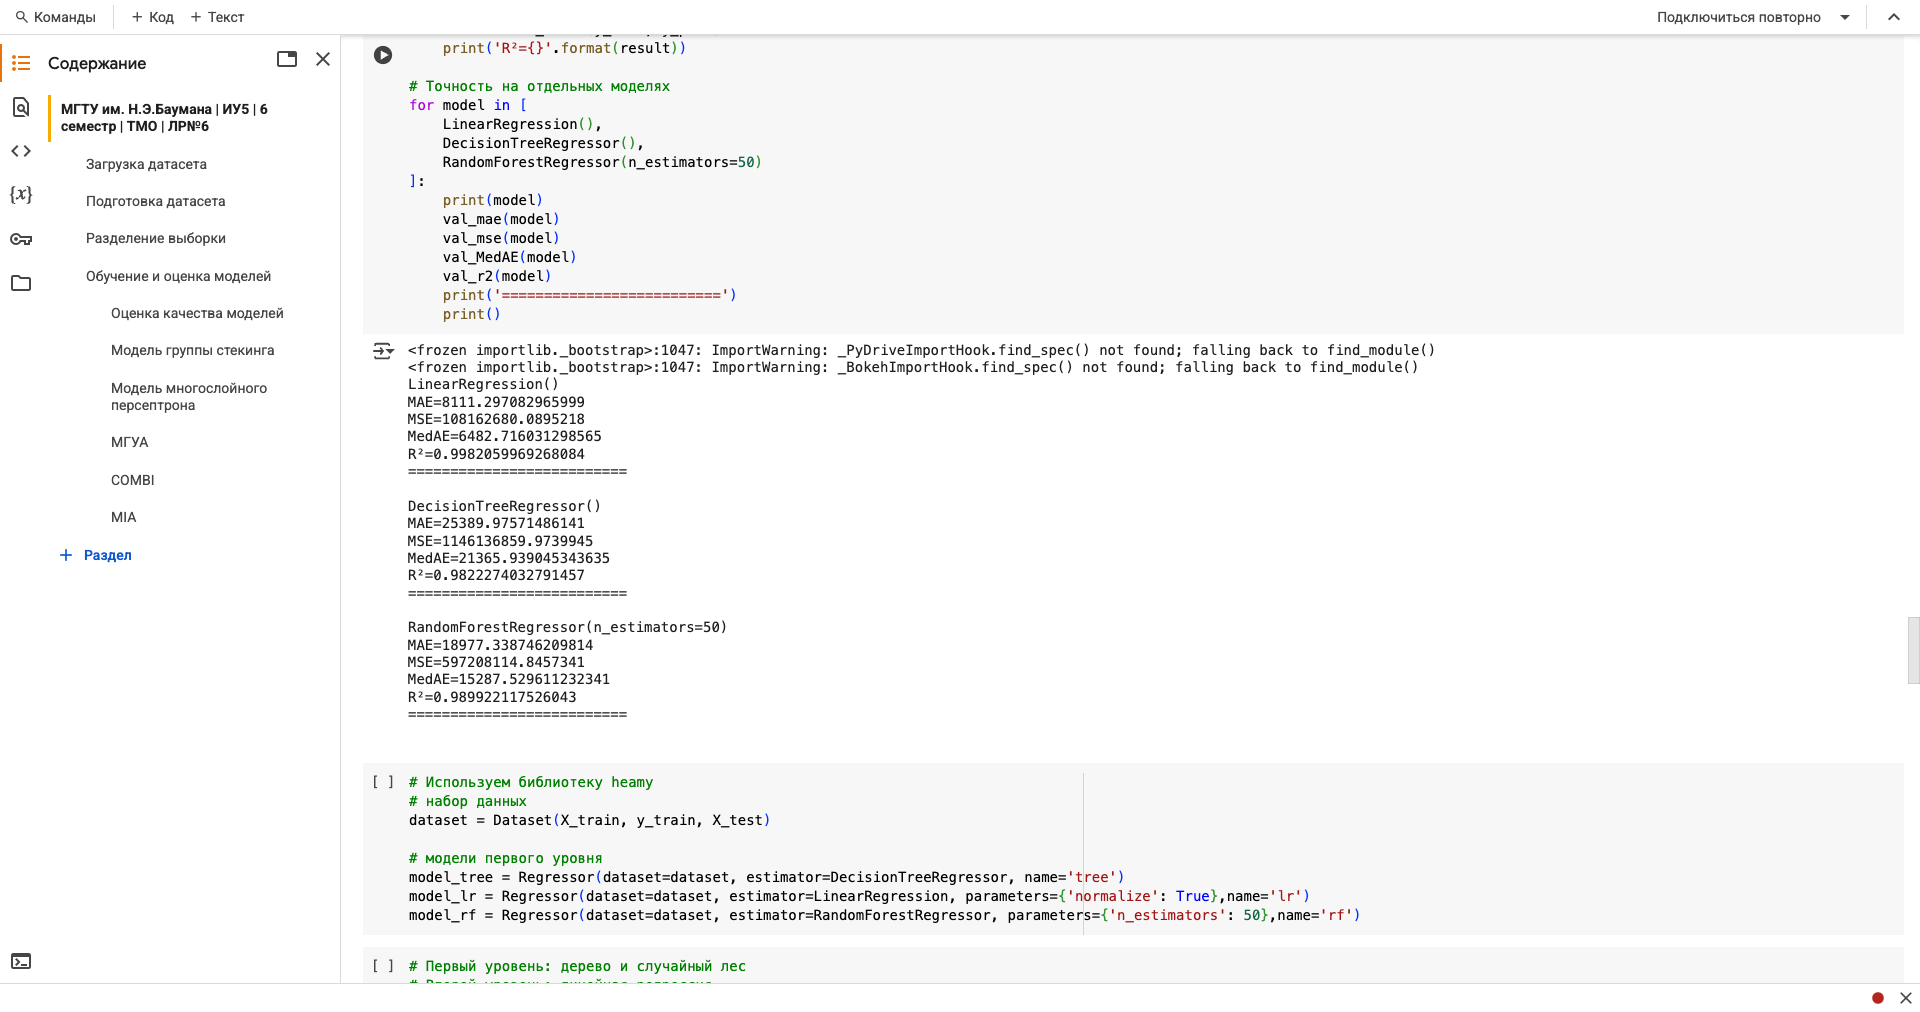 Команды
+ Код
+ Текст
Подключиться повторно
Содержание
МГТУ им. Н.Э.Баумана | ИУ5 | 6
семестр | ТМО | ЛР№6
Загрузка датасета
Подготовка датасета
Разделение выборки
Обучение и оценка моделей
Оценка качества моделей
Модель группы стекинга
Модель многослойного
персептрона
МГУА
COMBI
MIA
+ Раздел
print('R²={}'.format(result))
# Точность на отдельных моделях
for model in [
LinearRegression(),
DecisionTreeRegressor(),
RandomForestRegressor(n_estimators=50)
]:
print(model)
val_mae(model)
val_mse(model)
val_MedAE(model)
val_r2(model)
print('==========================')
print()
<frozen importlib._bootstrap>:1047: ImportWarning: _PyDriveImportHook.find_spec() not found; falling back to find_module()
<frozen importlib._bootstrap>:1047: ImportWarning: _BokehImportHook.find_spec() not found; falling back to find_module()
LinearRegression()
MAE=8111.297082965999
MSE=108162680.0895218
MedAE=6482.716031298565
R²=0.9982059969268084
==========================
DecisionTreeRegressor()
MAE=25389.97571486141
MSE=1146136859.9739945
MedAE=21365.939045343635
R²=0.9822274032791457
==========================
RandomForestRegressor(n_estimators=50)
MAE=18977.338746209814
MSE=597208114.8457341
MedAE=15287.529611232341
R²=0.989922117526043
==========================
[ ] # Используем библиотеку heamy
# набор данных
dataset = Dataset(X_train, y_train, X_test)
# модели первого уровня
model_tree = Regressor(dataset=dataset, estimator=DecisionTreeRegressor, name='tree')
model_lr = Regressor(dataset=dataset, estimator=LinearRegression, parameters={'normalize': True},name='lr')
model_rf = Regressor(dataset=dataset, estimator=RandomForestRegressor, parameters={'n_estimators': 50},name='rf')
[ ] # Первый уровень: дерево и случайный лес